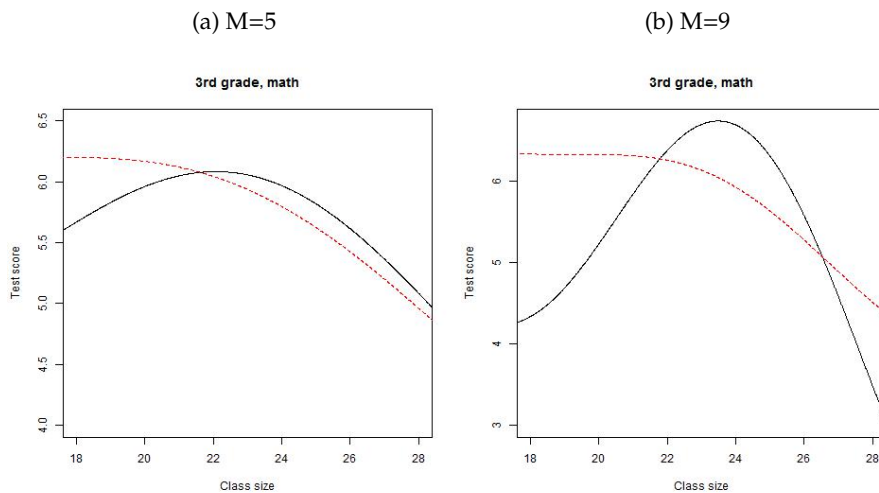 (a) M=5
3rd grade, math
Test score
6.5
6.0
5.5
5.0
4.5
4.0
18 20 22 24 26 28
Class size
(b) M=9
3rd grade, math
Test score
6
5
4
3
18 20 22 24 26 28
Class size